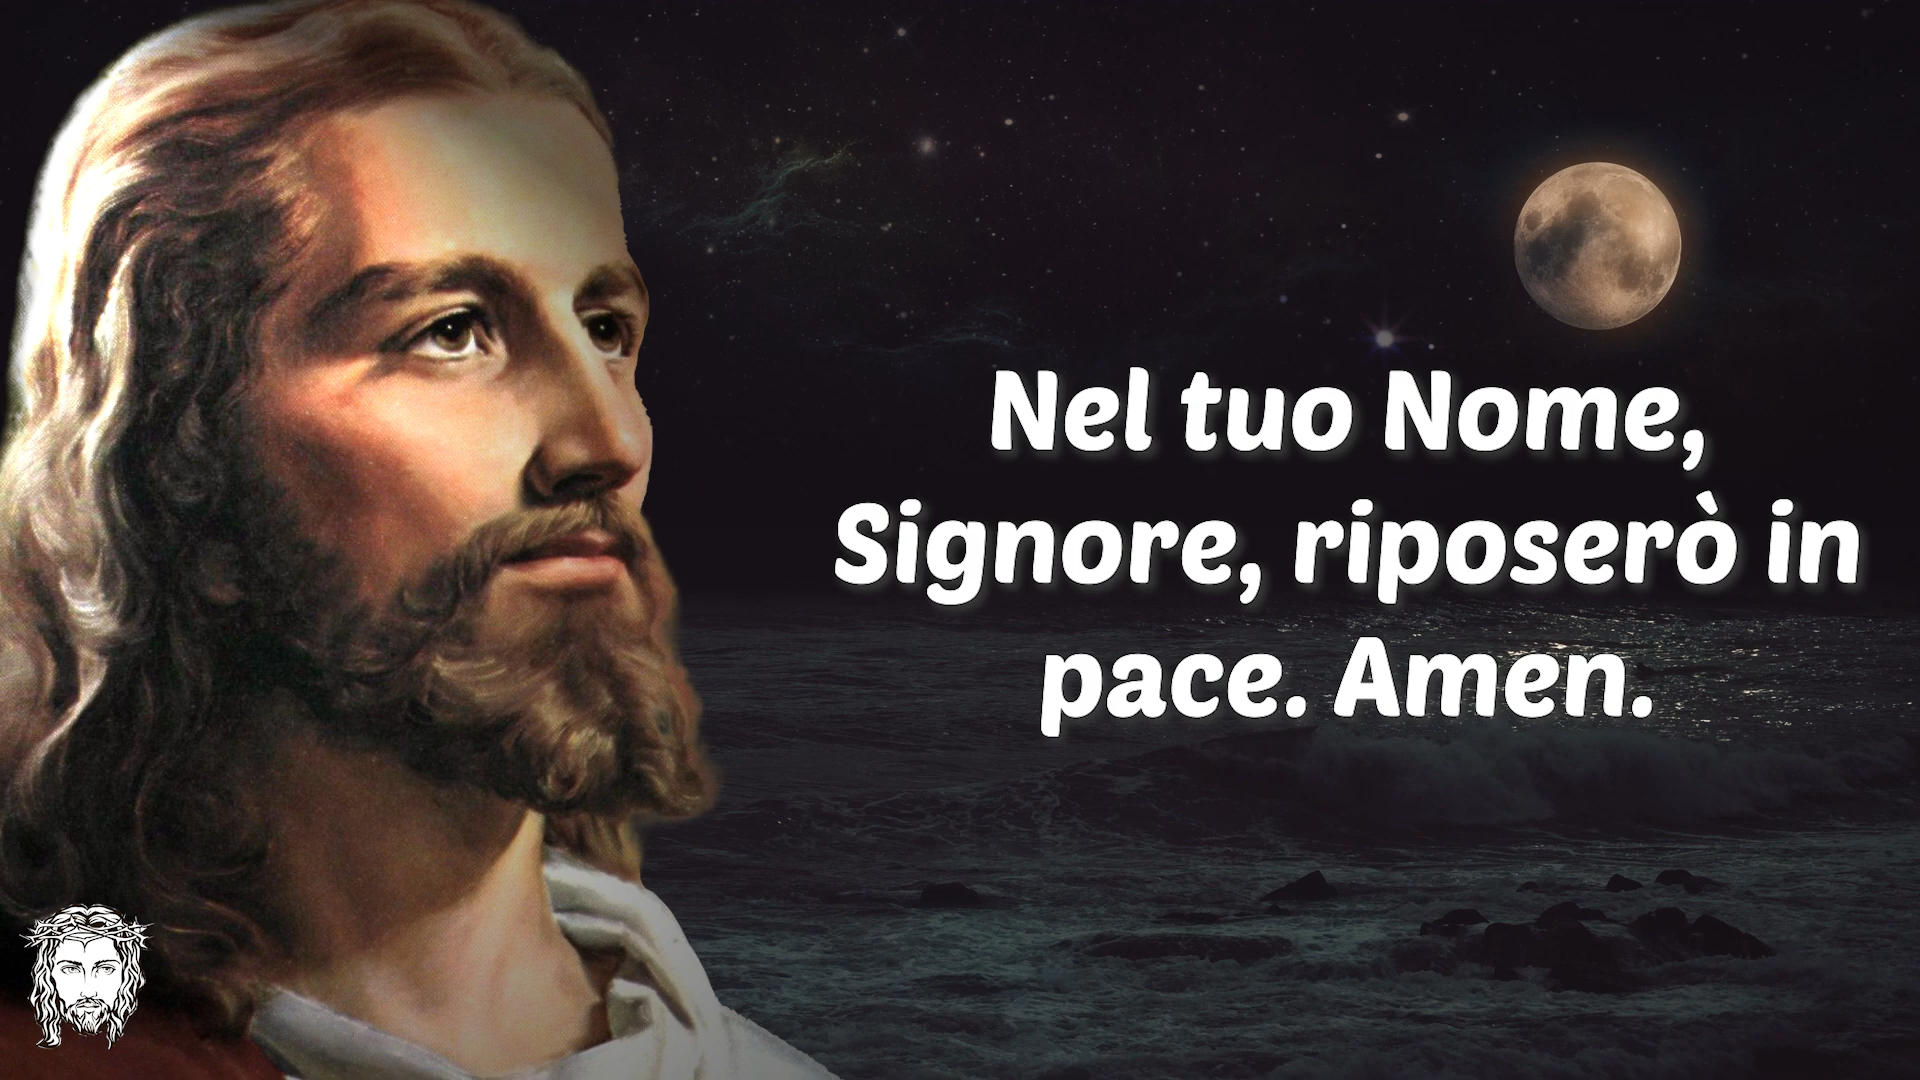 Nel tuo Nome,
Signore, riposerò in
pace. Amen.